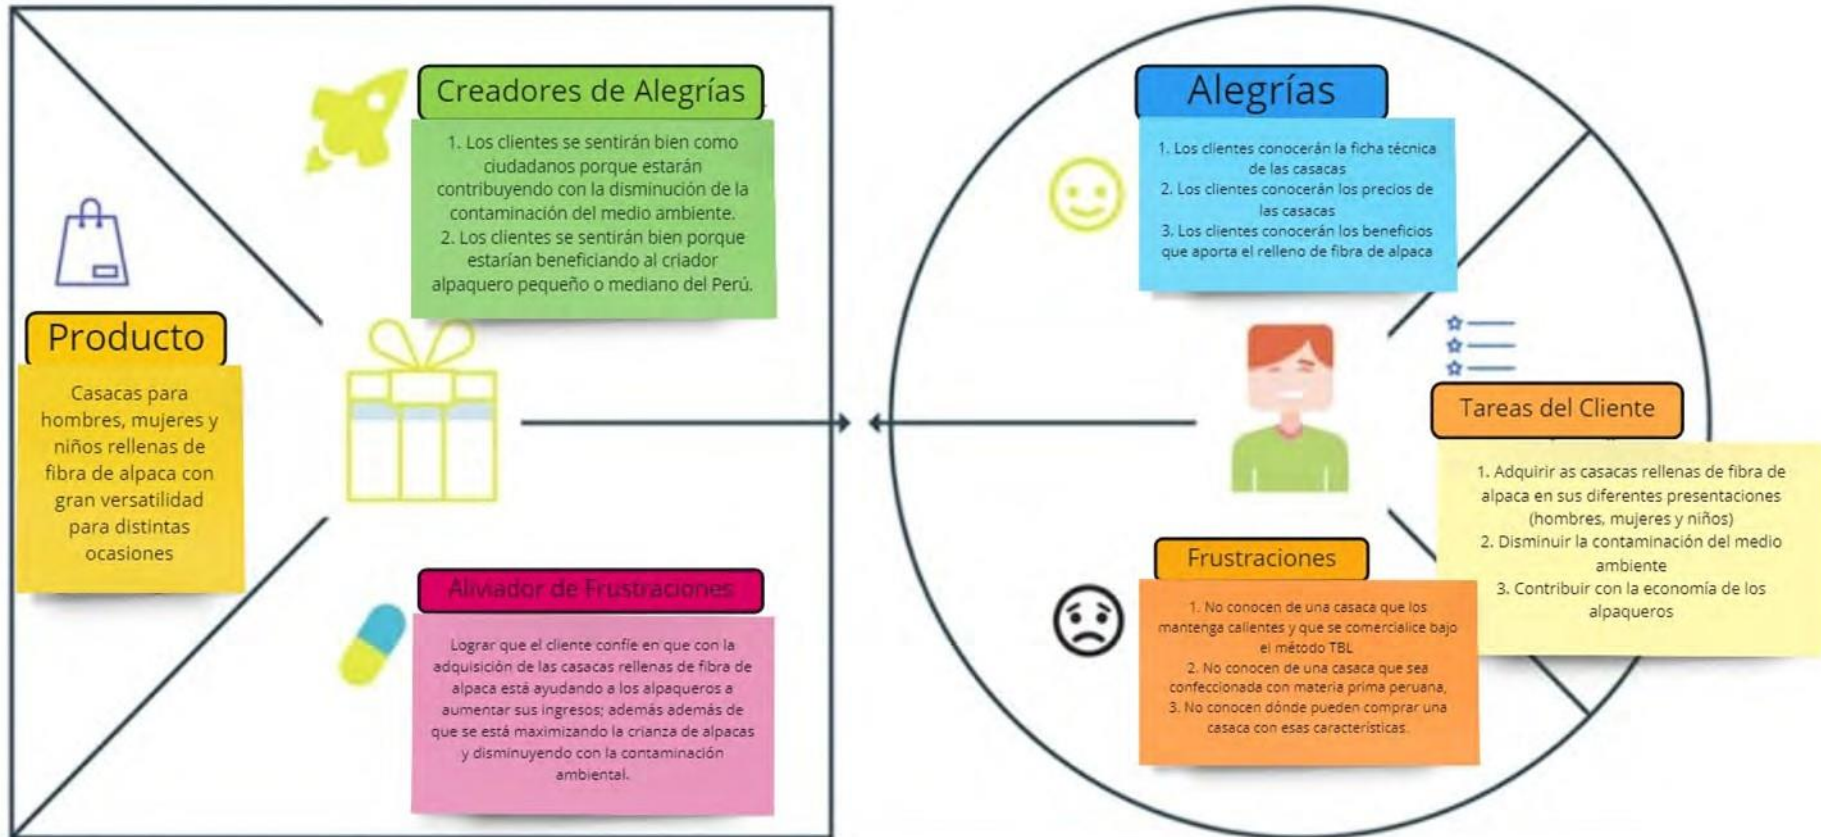 Creadores de Alegrías
1. Los clientes se sentirán bien como
ciudadanos porque estarán
contribuyendo con la disminución de la
contaminación del medio ambiente.
2. Los clientes se sentirán bien porque
estarían beneficiando al criador
alpaquero pequeño o mediano del Perú.
Producto
Casacas para
hombres, mujeres y
niños rellenas de
fibra de alpaca con
gran versatilidad
para distintas
ocasiones
Aliviador de Frustraciones
Lograr que el cliente confíe en que con la
adquisición de las casacas rellenas de fibra de
alpaca está ayudando a los alpaqueros a
aumentar sus ingresos; además además de
que se está maximizando la crianza de alpacas
y disminuyendo con la contaminación
ambiental.
Alegrías
1. Los clientes conocerán la ficha técnica
de las casacas
2. Los clientes conocerán los precios de
las casacas
3. Los clientes conocerán los beneficios
que aporta el relleno de fibra de alpaca
Tareas del Cliente
1. Adquirir as casacas rellenas de fibra de
alpaca en sus diferentes presentaciones
(hombres, mujeres y niños)
2. Disminuir la contaminación del medio
ambiente
3. Contribuir con la economía de los
alpaqueros
Frustraciones
1. No conocen de una casaca que los
mantenga calientes y que se comercialice bajo
el método TBL
2. No conocen de una casaca que sea
confeccionada con materia prima peruana,
3. No conocen dónde pueden comprar una
casaca con esas características.